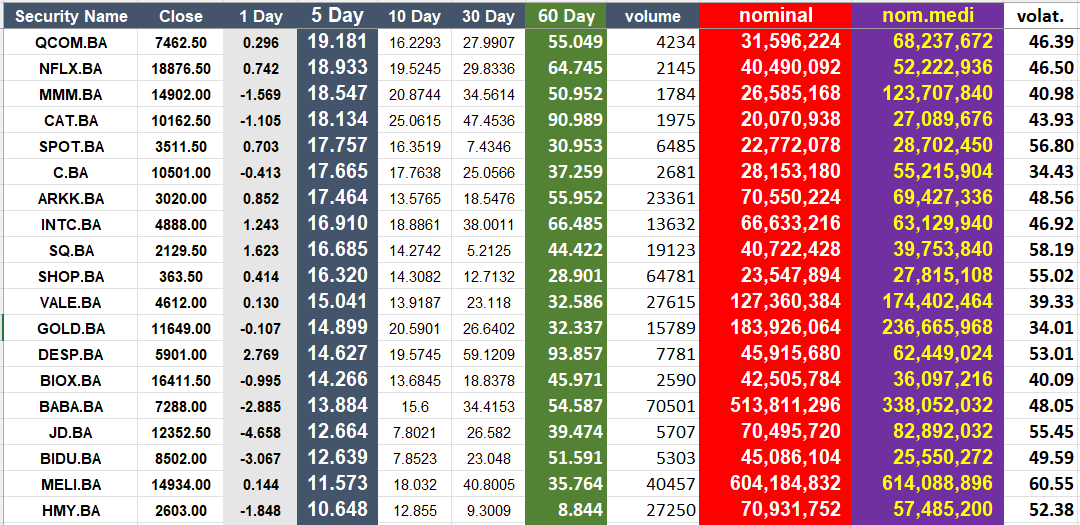 Security Name Close 1 Day 5 Day 10 Day 30 Day 60 Day volume nominal nom.medi volat.
QCOM.BA 7462.50 0.296 19.181 16.2293 27.9907 55.049 4234 31,596,224 68,237,672 46.39
NFLX.BA 18876.50 0.742 18.933 19.5245 29.8336 64.745 2145 40,490,092 52,222,936 46.50
MMM.BA 14902.00 -1.569 18.547 20.8744 34.5614 50.952 1784 26,585,168 123,707,840 40.98
CAT.BA 10162.50 -1.105 18.134 25.0615 47.4536 90.989 1975 20,070,938 27,089,676 43.93
SPOT.BA 3511.50 0.703 17.757 16.3519 7.4346 30.953 6485 22,772,078 28,702,450 56.80
C.BA 10501.00 -0.413 17.665 17.7638 25.0566 37.259 2681 28,153,180 55,215,904 34.43
ARKK.BA 3020.00 0.852 17.464 13.5765 18.5476 55.952 23361 70,550,224 69,427,336 48.56
INTC.BA 4888.00 1.243 16.910 18.8861 38.0011 66.485 13632 66,633,216 63,129,940 46.92
SQ.BA 2129.50 1.623 16.685 14.2742 5.2125 44.422 19123 40,722,428 39,753,840 58.19
SHOP.BA 363.50 0.414 16.320 14.3082 12.7132 28.901 64781 23,547,894 27,815,108 55.02
VALE.BA 4612.00 0.130 15.041 13.9187 23.118 32.586 27615 127,360,384 174,402,464 39.33
GOLD.BA 11649.00 -0.107 14.899 20.5901 26.6402 32.337 15789 183,926,064 236,665,968 34.01
DESP.BA 5901.00 2.769 14.627 19.5745 59.1209 93.857 7781 45,915,680 62,449,024 53.01
BIOX.BA 16411.50 -0.995 14.266 13.6845 18.8378 45.971 2590 42,505,784 36,097,216 40.09
BABA.BA 7288.00 -2.885 13.884 15.6 34.4153 54.587 70501 513,811,296 338,052,032 48.05
JD.BA 12352.50 -4.658 12.664 7.8021 26.582 39.474 5707 70,495,720 82,892,032 55.45
BIDU.BA 8502.00 -3.067 12.639 7.8523 23.048 51.591 5303 45,086,104 25,550,272 49.59
MELI.BA 14934.00 0.144 11.573 18.032 40.8005 35.764 40457 604,184,832 614,088,896 60.55
HMY.BA 2603.00 -1.848 10.648 12.855 9.3009 8.844 27250 70,931,752 57,485,200 52.38